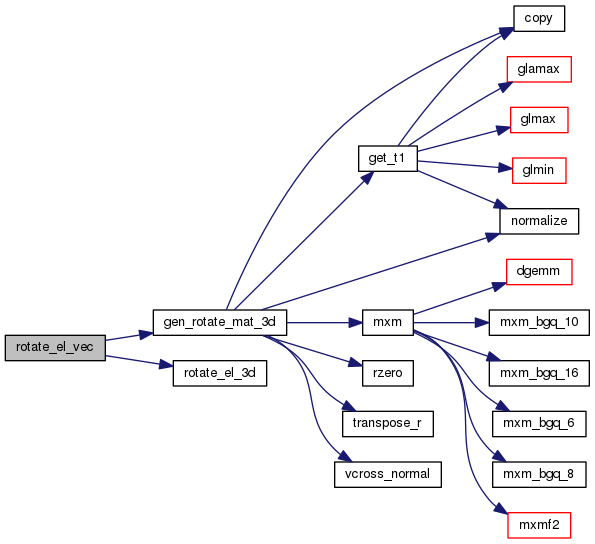 copy
glamax
glmax
get_t1
glmin
normalize
dgemm
gen_rotate_mat_3d
mxm
mxm_bgq_10
rotate_el_vec
rotate_el_3d
rzero
mxm_bgq_16
transpose_r
mxm_bgq_6
vcross_normal
mxm_bgq_8
mxmf2